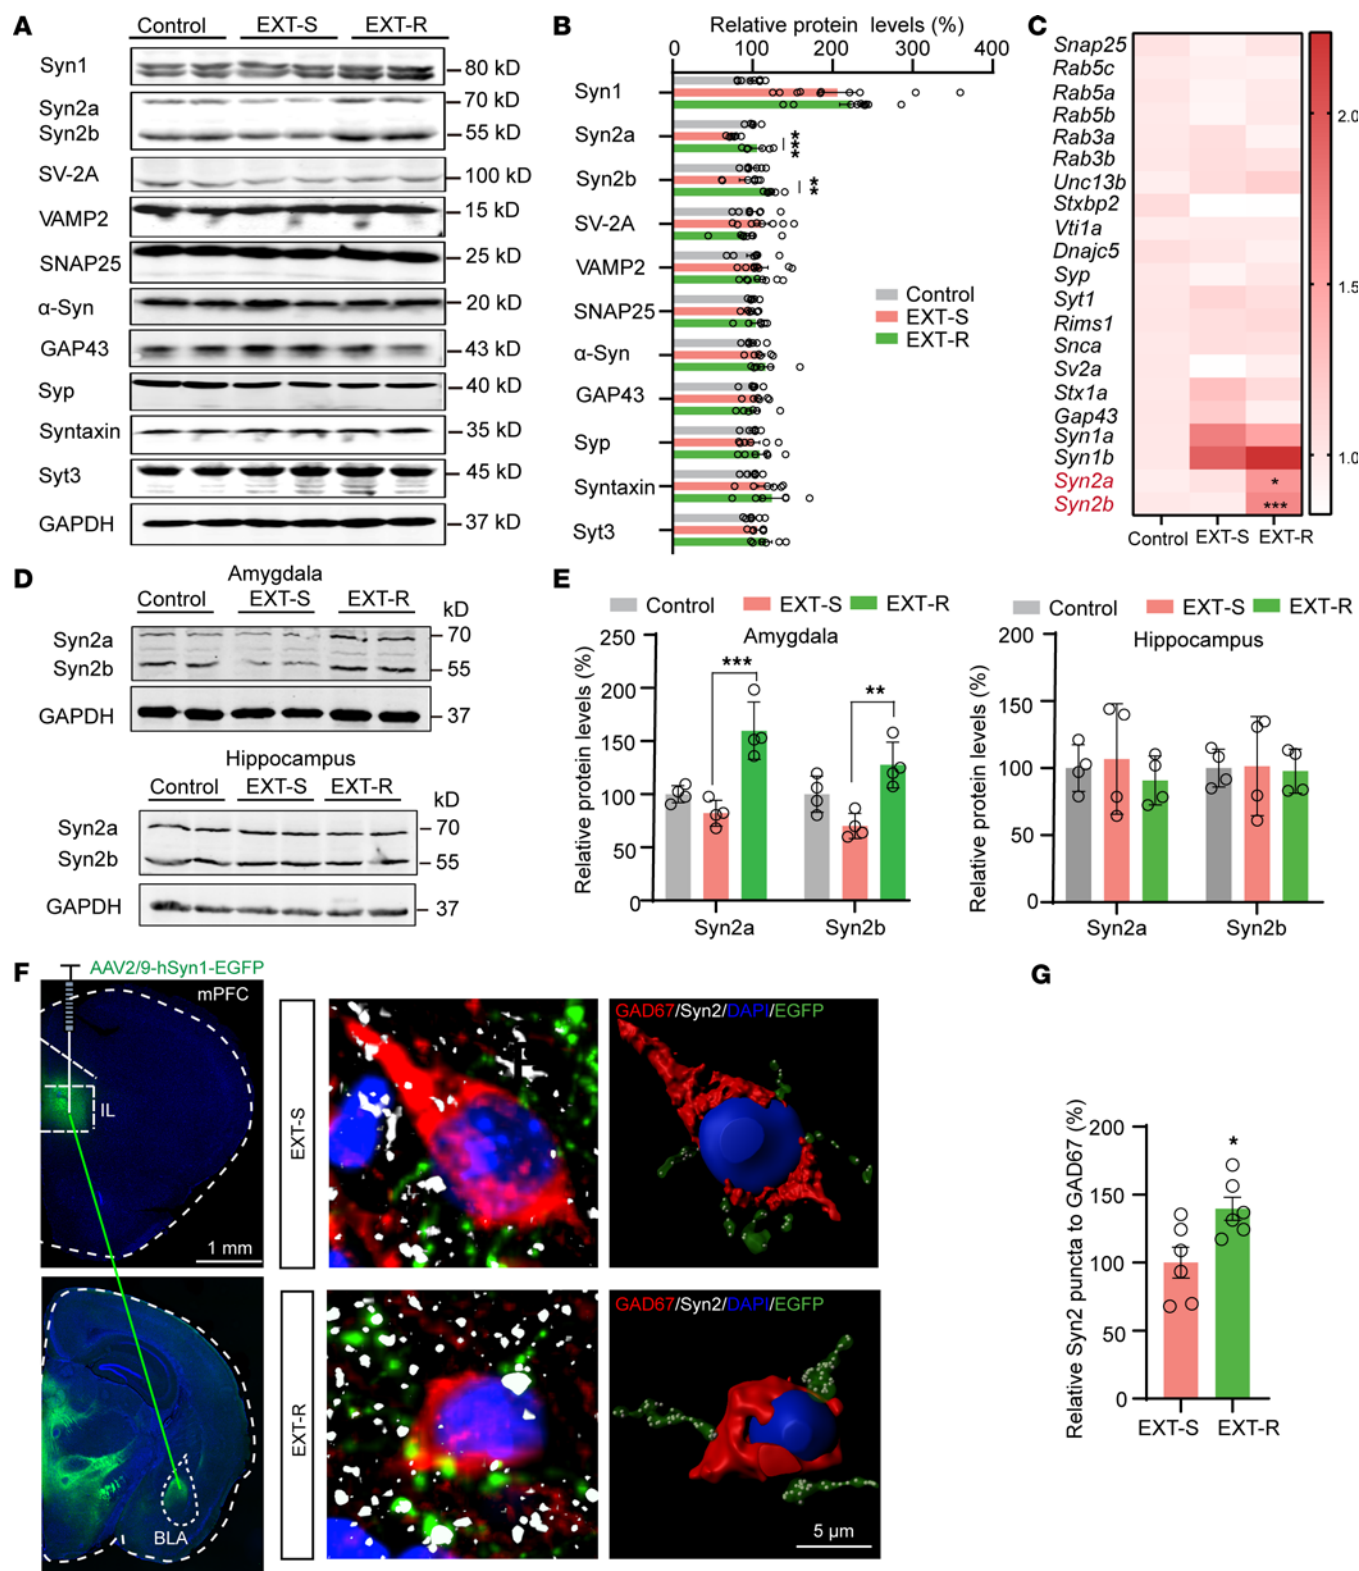 A
Control EXT-S EXT-R
Syn1
80 kD
Syn2a
70 kD
Syn2b
55 kD
SV-2A
100 kD
VAMP2
15 kD
SNAP25
25 kD
α-Syn
20 kD
GAP43
43 kD
Syp
40 kD
Syntaxin
35 kD
Syt3
45 kD
GAPDH
37 kD
B
Relative protein levels (%)
0 100 200 300 400
Syn1
Syn2a
***
Syn2b
**
SV-2A
VAMP2
SNAP25
α-Syn
GAP43
Syp
Syntaxin
Syt3
Control
EXT-S
EXT-R
C
Snap25
Rab5c
Rab5a
Rab5b
Rab3a
Rab3b
Unc13b
Stxbp2
Vti1a
Dnajc5
Syp
Syt1
Rims1
Snca
Sv2a
Stx1a
Gap43
Syn1a
Syn1b
Syn2a
*
Syn2b
***
Control EXT-S EXT-R
2.0
1.5
1.0
D
Amygdala
Control EXT-S EXT-R
kD
Syn2a
70
Syn2b
55
GAPDH
37
Hippocampus
Control EXT-S EXT-R
kD
Syn2a
70
Syn2b
55
GAPDH
37
E
Control EXT-S EXT-R
Amygdala
Relative protein levels (%)
250
200
150
100
50
0
***
**
Syn2a Syn2b
Control EXT-S EXT-R
Hippocampus
Relative protein levels (%)
200
150
100
50
0
Syn2a Syn2b
F
AAV2/9-hSyn1-EGFP
mPFC
IL
1 mm
BLA
EXT-S
GAD67/Syn2/DAPI/EGFP
EXT-R
GAD67/Syn2/DAPI/EGFP
5 µm
G
Relative Syn2 puncta to GAD67 (%)
200
150
100
50
0
*
EXT-S EXT-R